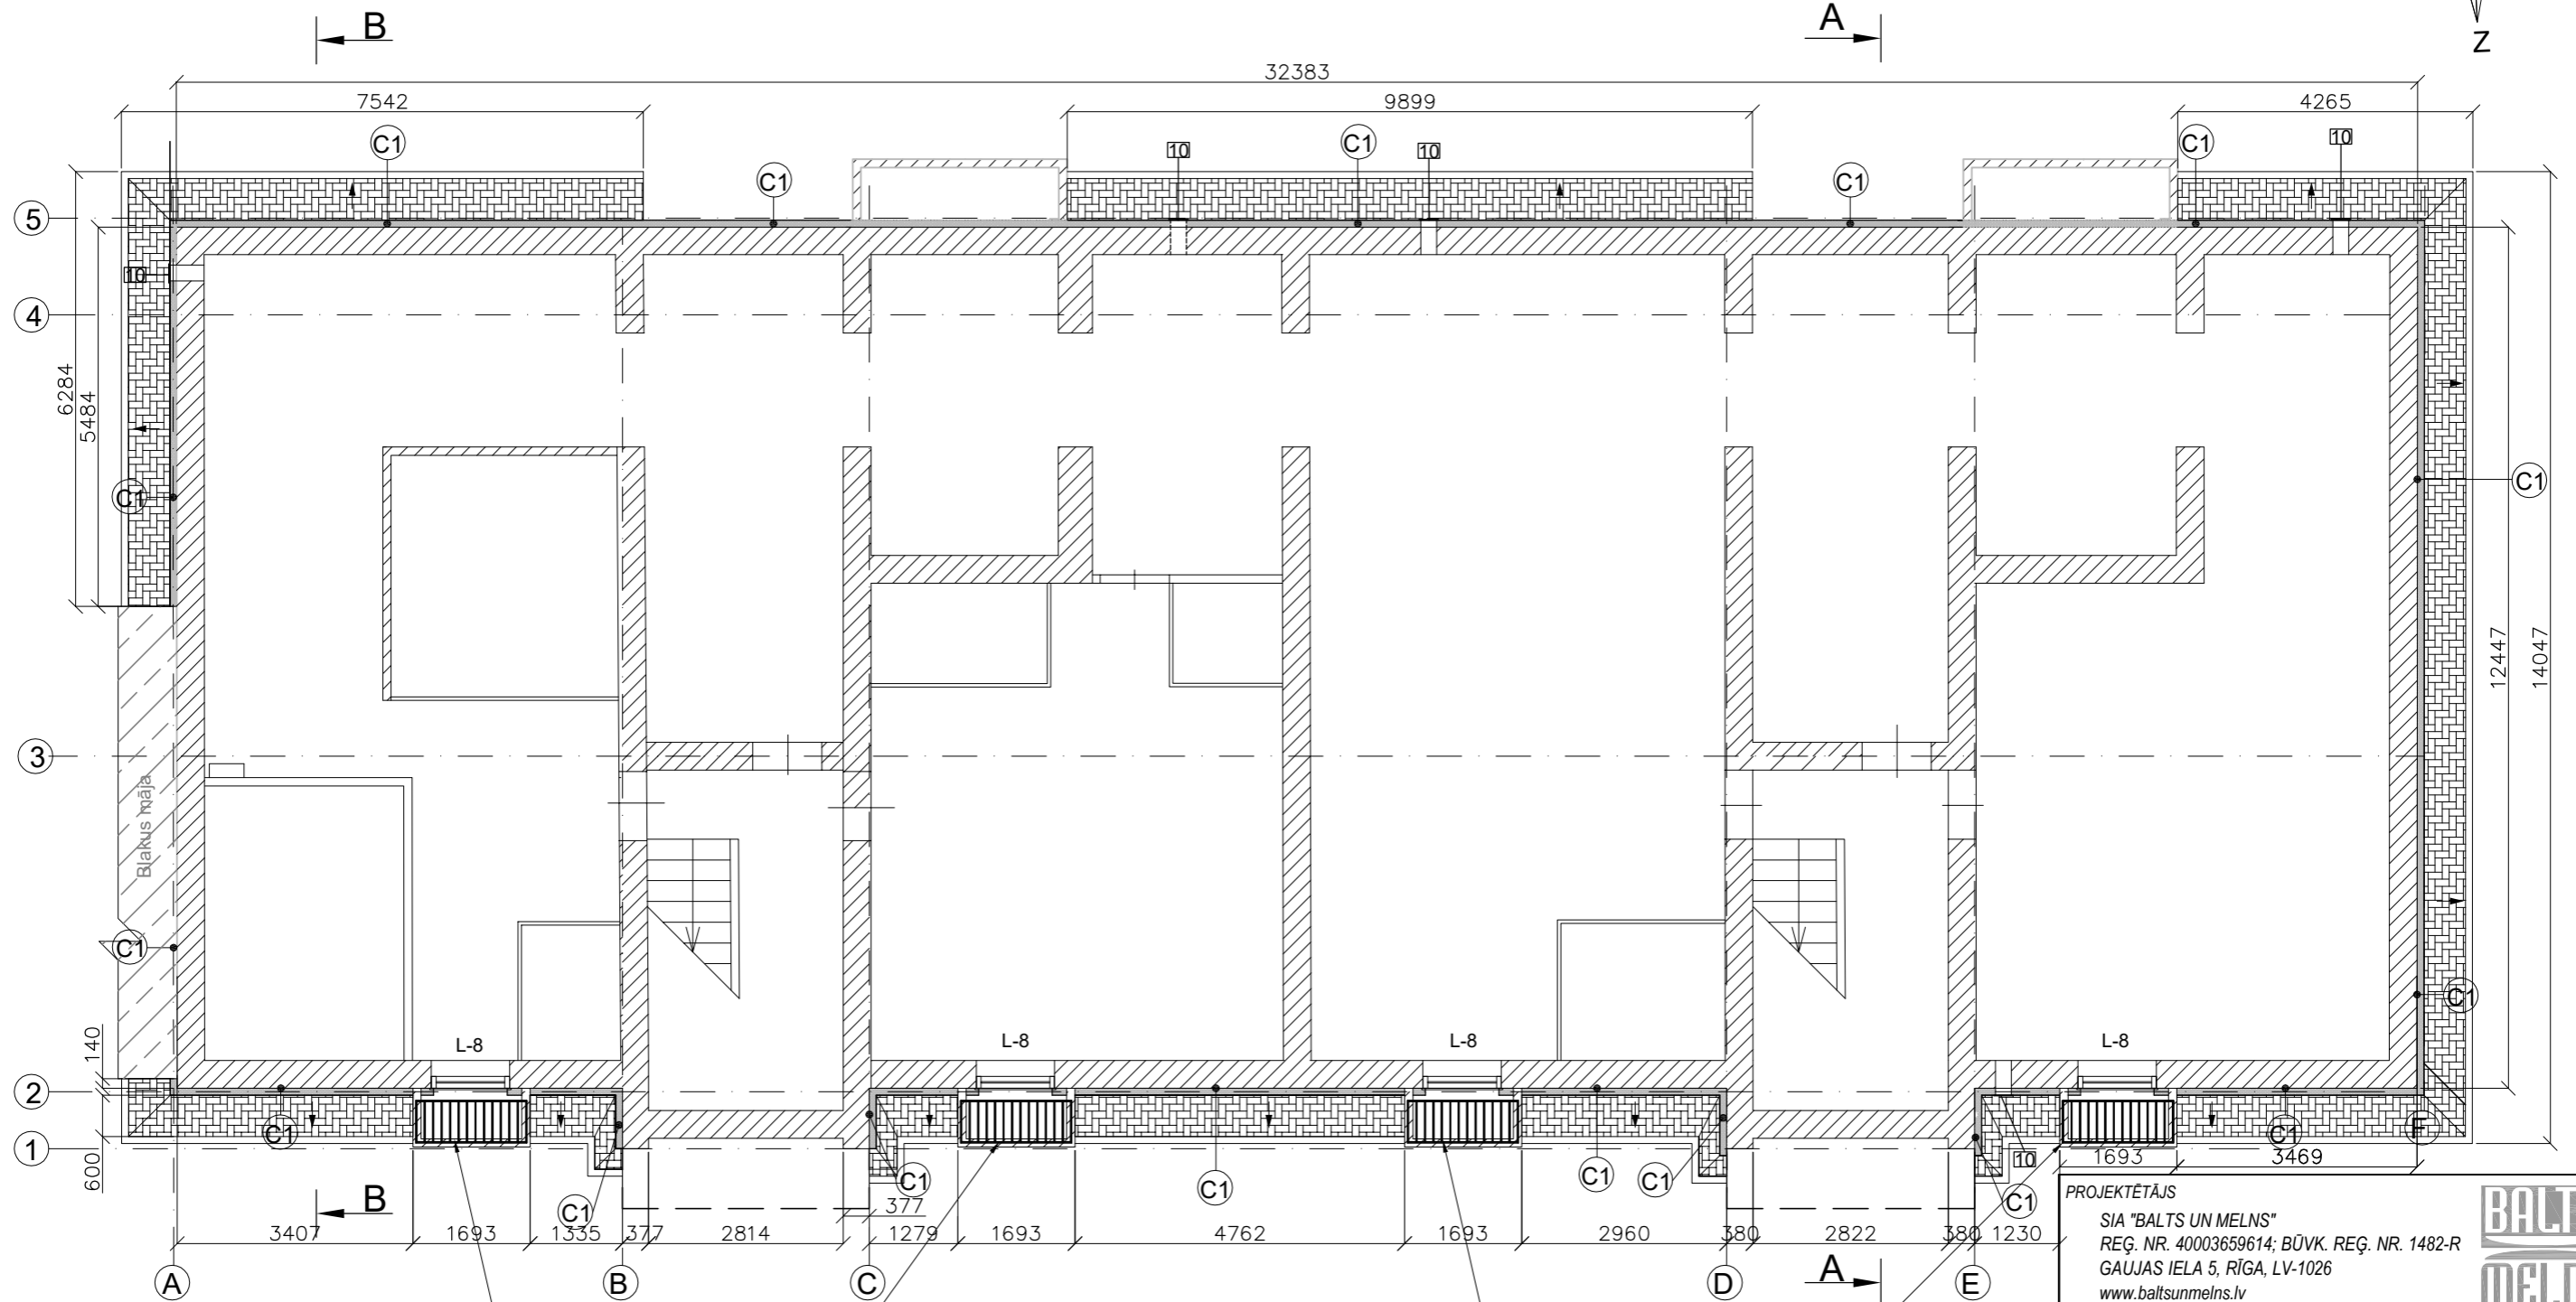 B
A
Z
32383
7542
9899
4265
C1
10
C1
10
10
C1
C1
C1
5
10
4
6284
5484
C1
C1
12447
14047
3
Blakus māja
C1
C1
140
L-8
L-8
L-8
L-8
2
C1
C1
F
1
600
10
1693
3469
C1
C1
C1
C1
C1
C1
B
377
3407
1693
1335
377
2814
1279
1693
4762
1693
2960
380
2822
380
1230
A
B
C
D
A
E
PROJEKTĒTĀJS
SIA "BALTS UN MELNS"
REĢ. NR. 40003659614; BŪVK. REĢ. NR. 1482-R
GAUJAS IELA 5, RĪGA, LV-1026
www.baltsunmelns.lv